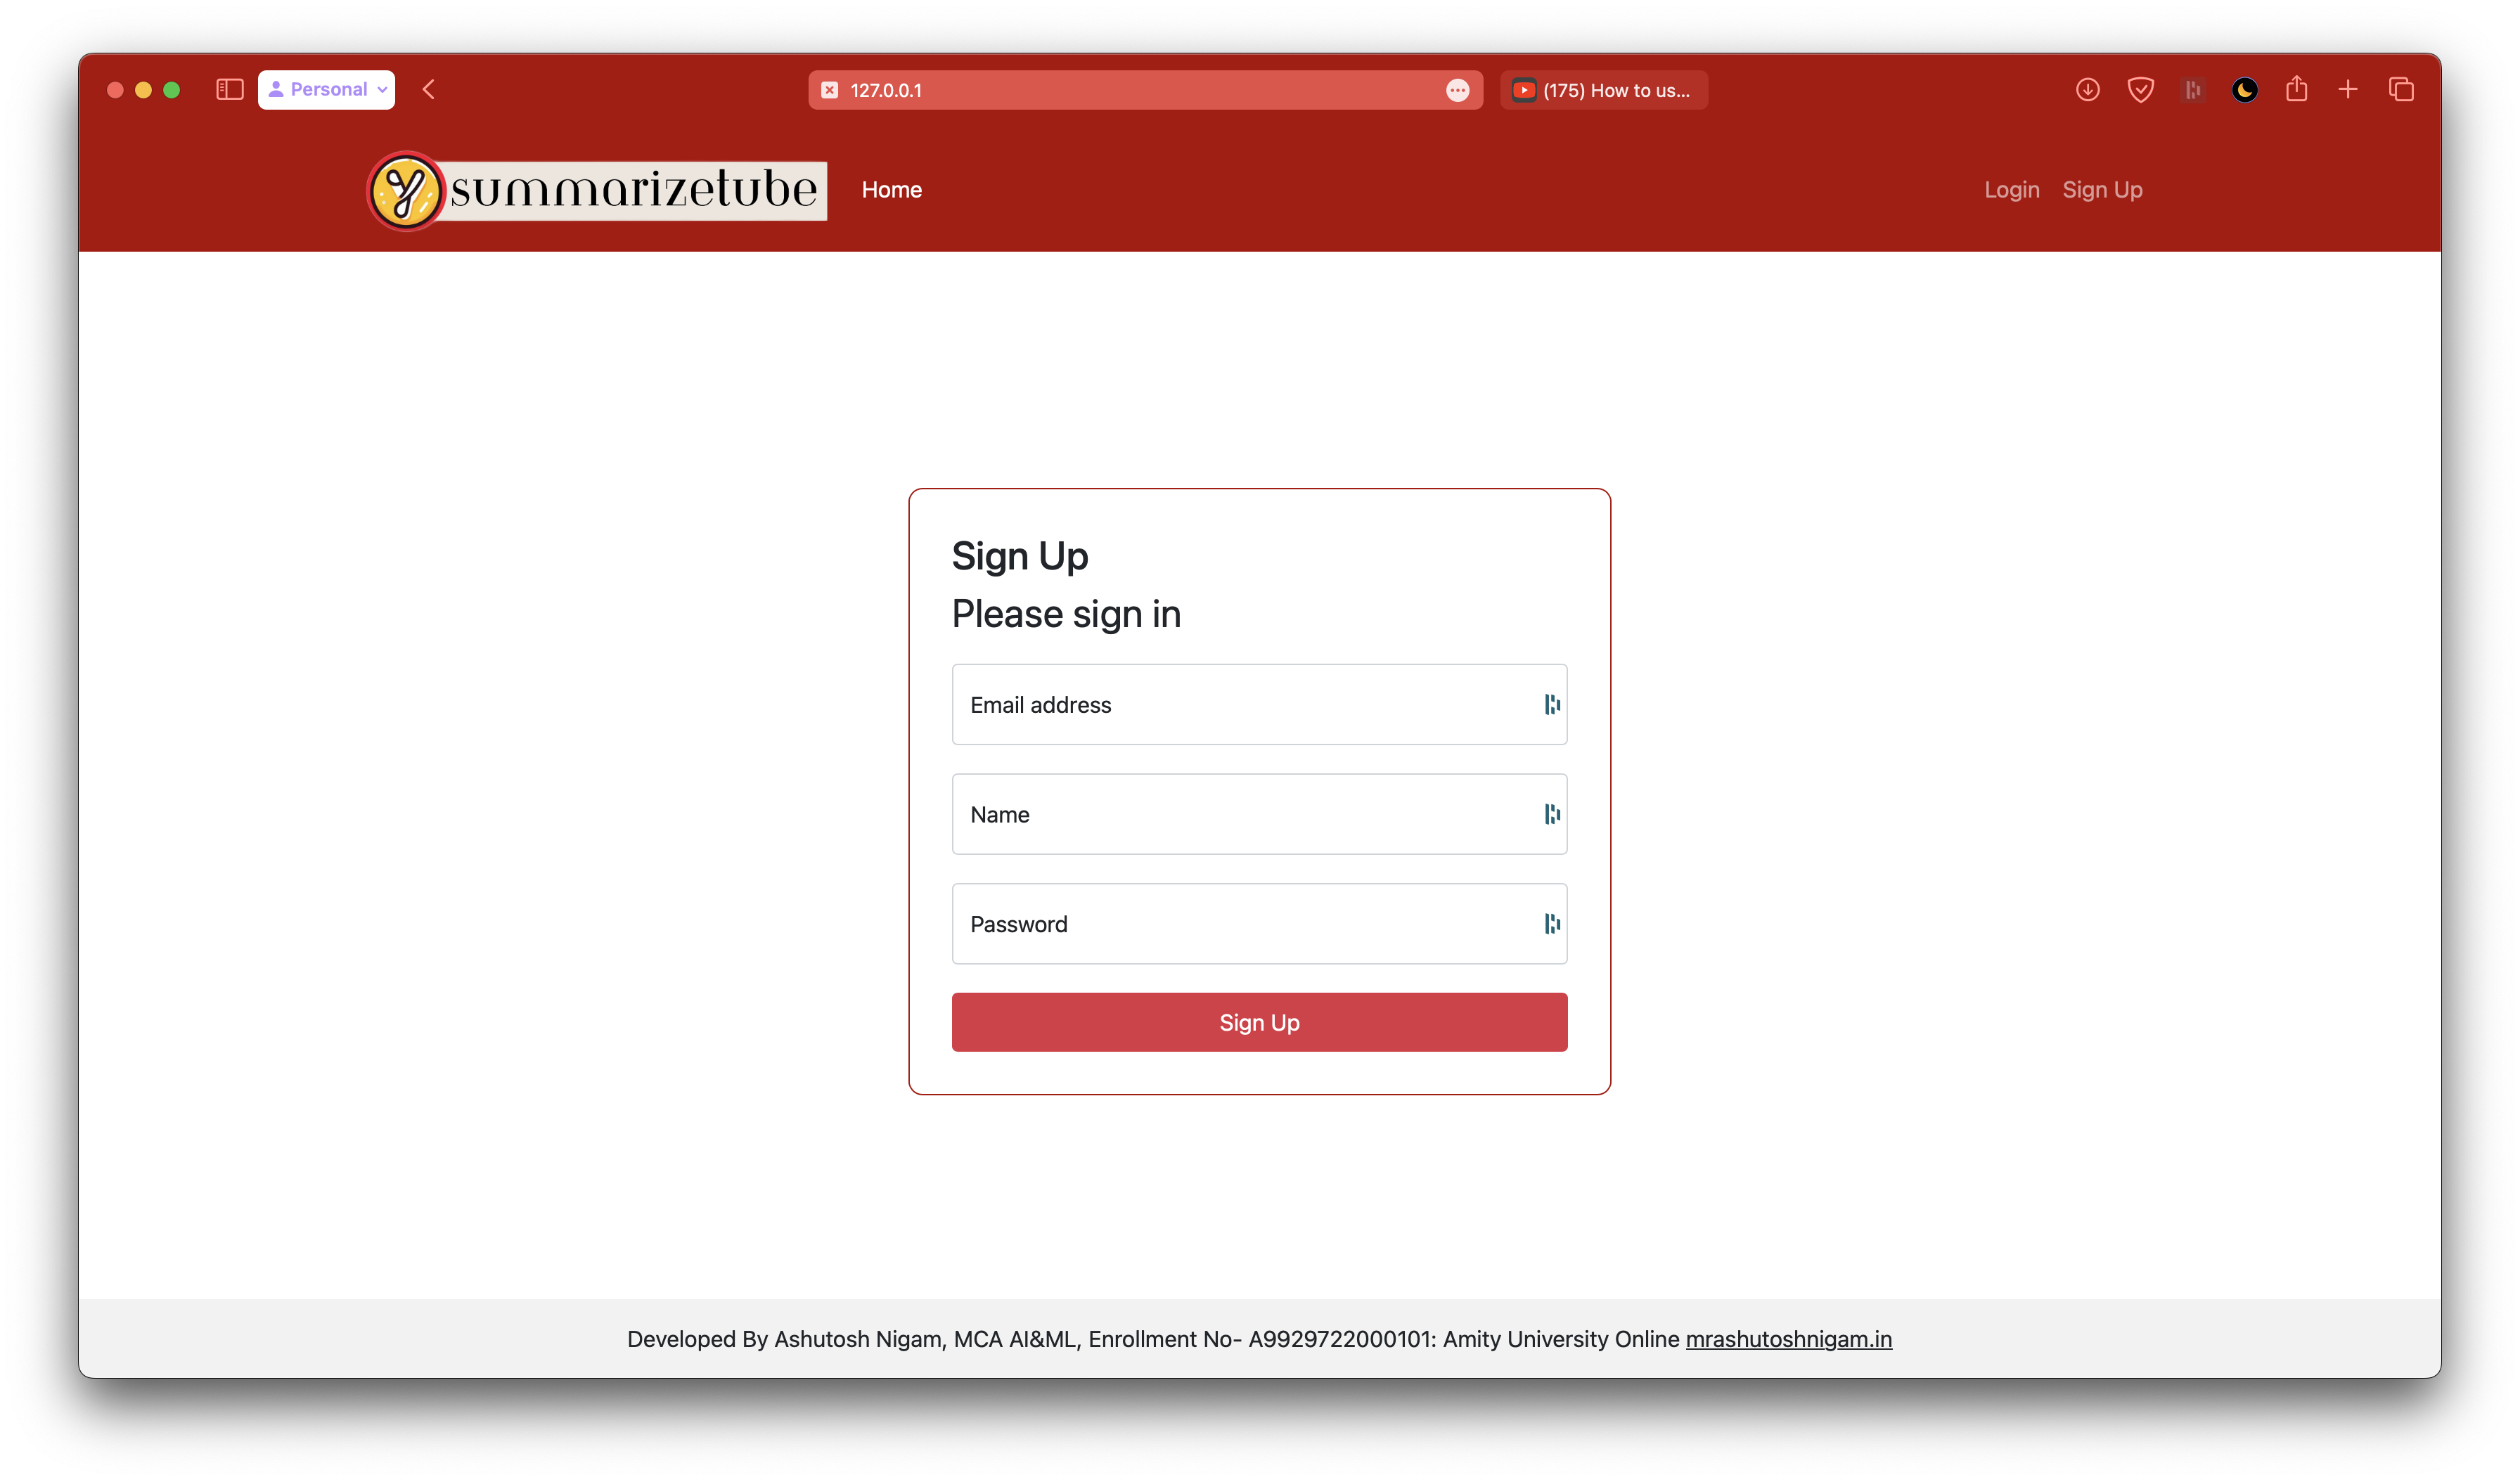 Personal
127.0.0.1
(175) How to us...
summarizetube
Home
Login
Sign Up
Sign Up
Please sign in
Email address
Name
Password
Sign Up
Developed By Ashutosh Nigam, MCA AI&ML, Enrollment No- A9929722000101: Amity University Online mrashutoshnigam.in